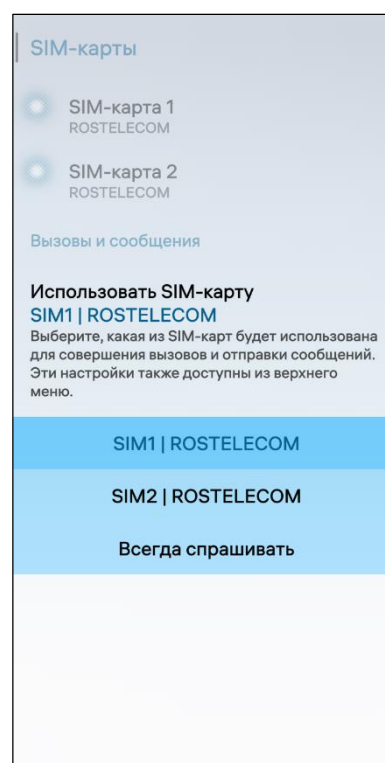 SIM-карты
SIM-карта 1
ROSTELECOM
SIM-карта 2
ROSTELECOM
Вызовы и сообщения
Использовать SIM-карту
SIM1 | ROSTELECOM
Выберите, какая из SIM-карт будет использована
для совершения вызовов и отправки сообщений.
Эти настройки также доступны из верхнего
меню.
SIM1 | ROSTELECOM
SIM2 | ROSTELECOM
Всегда спрашивать